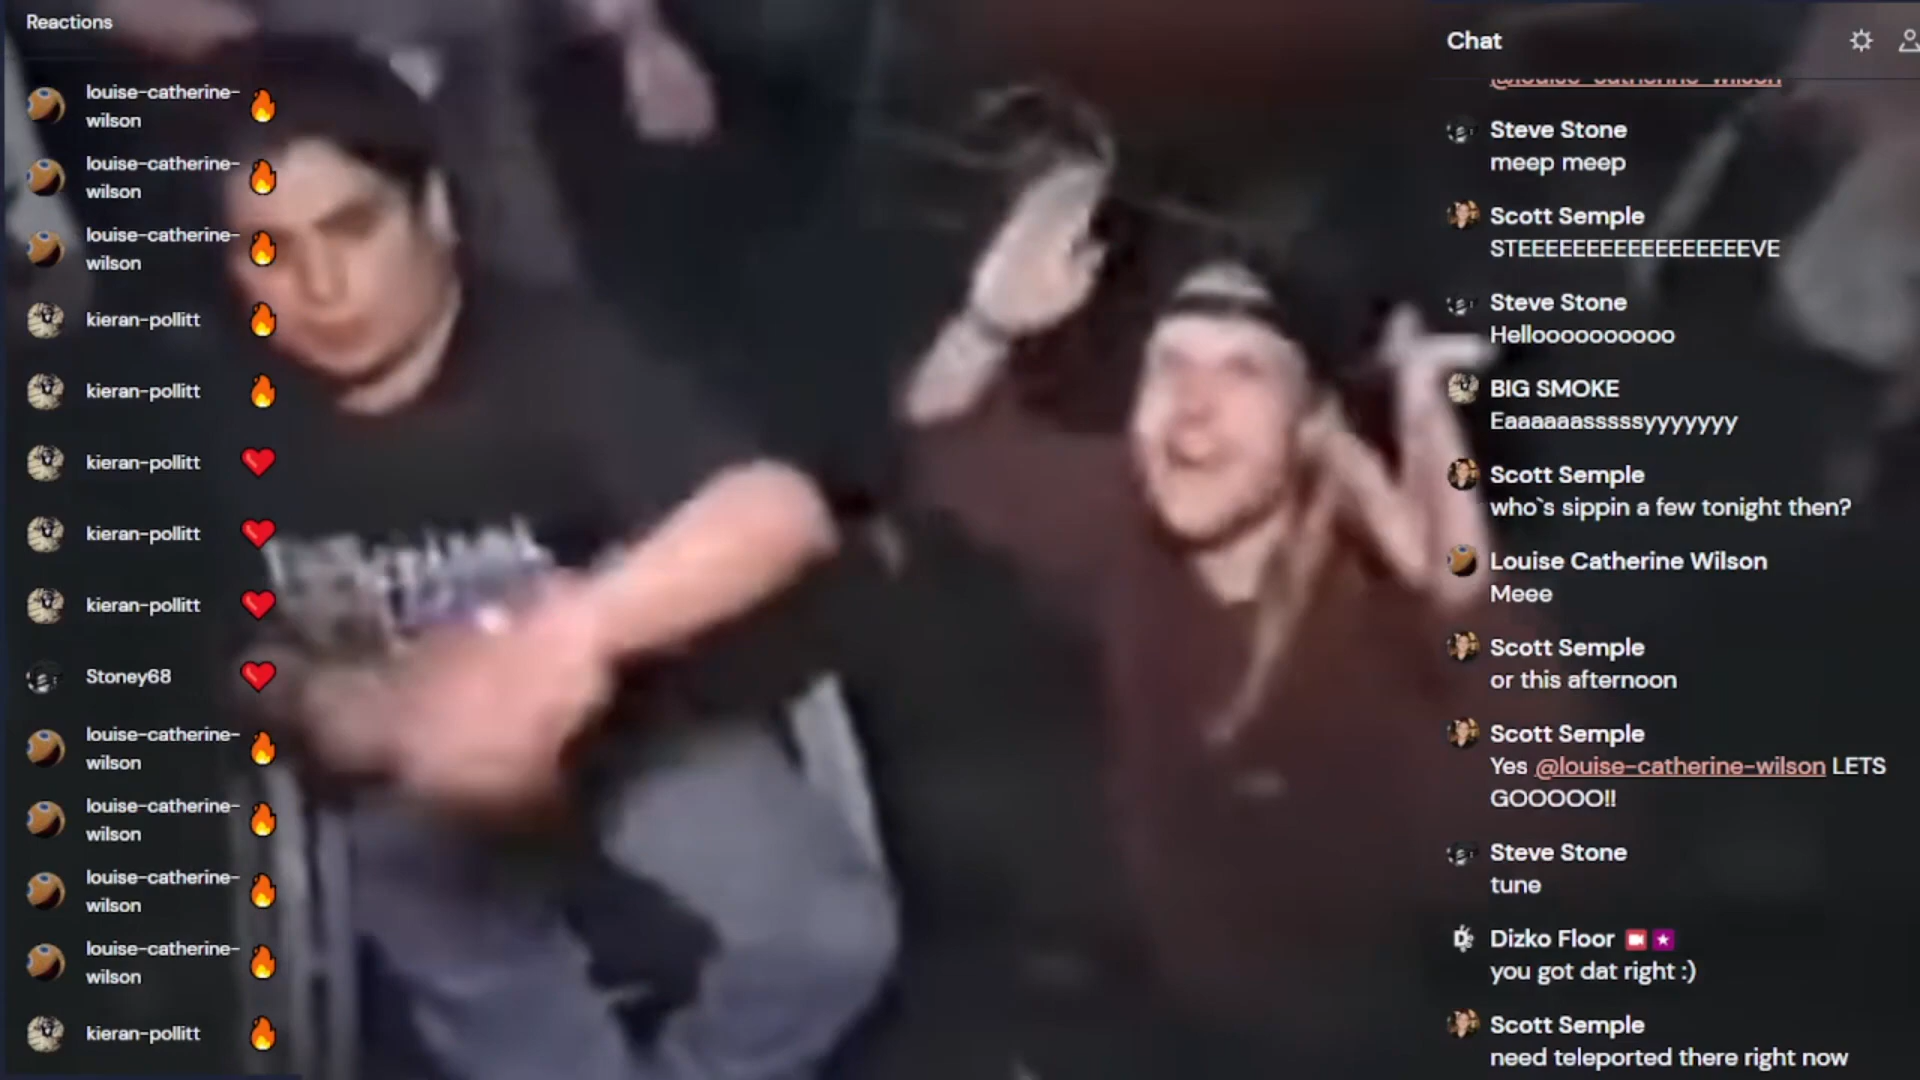 Reactions
louise-catherine-
wilson
louise-catherine-
wilson
louise-catherine-
wilson
kieran-pollitt
kieran-pollitt
kieran-pollitt
kieran-pollitt
kieran-pollitt
Stoney68
louise-catherine-
wilson
louise-catherine-
wilson
louise-catherine-
wilson
louise-catherine-
wilson
kieran-pollitt
Chat
@louise-catherine-wilson
Steve Stone
meep meep
Scott Semple
STEEEEEEEEEEEEEEEEEVE
Steve Stone
Helloooooooooo
BIG SMOKE
Eaaaaaasssssyyyyyyy
Scott Semple
who`s sippin a few tonight then?
Louise Catherine Wilson
Meee
Scott Semple
or this afternoon
Scott Semple
Yes @louise-catherine-wilson LETS
GOOOOO!!
Steve Stone
tune
Dizko Floor
you got dat right :)
Scott Semple
need teleported there right now